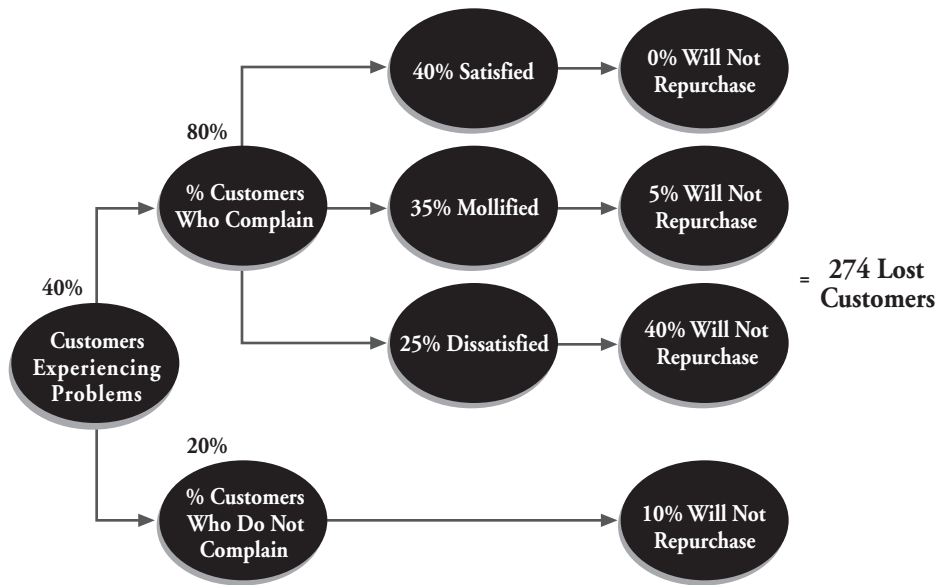 40% Satisfied
0% Will Not
Repurchase
80%
% Customers
Who Complain
35% Mollified
5% Will Not
Repurchase
= 274 Lost
Customers
40%
Customers
Experiencing
Problems
25% Dissatisfied
40% Will Not
Repurchase
20%
% Customers
Who Do Not
Complain
10% Will Not
Repurchase